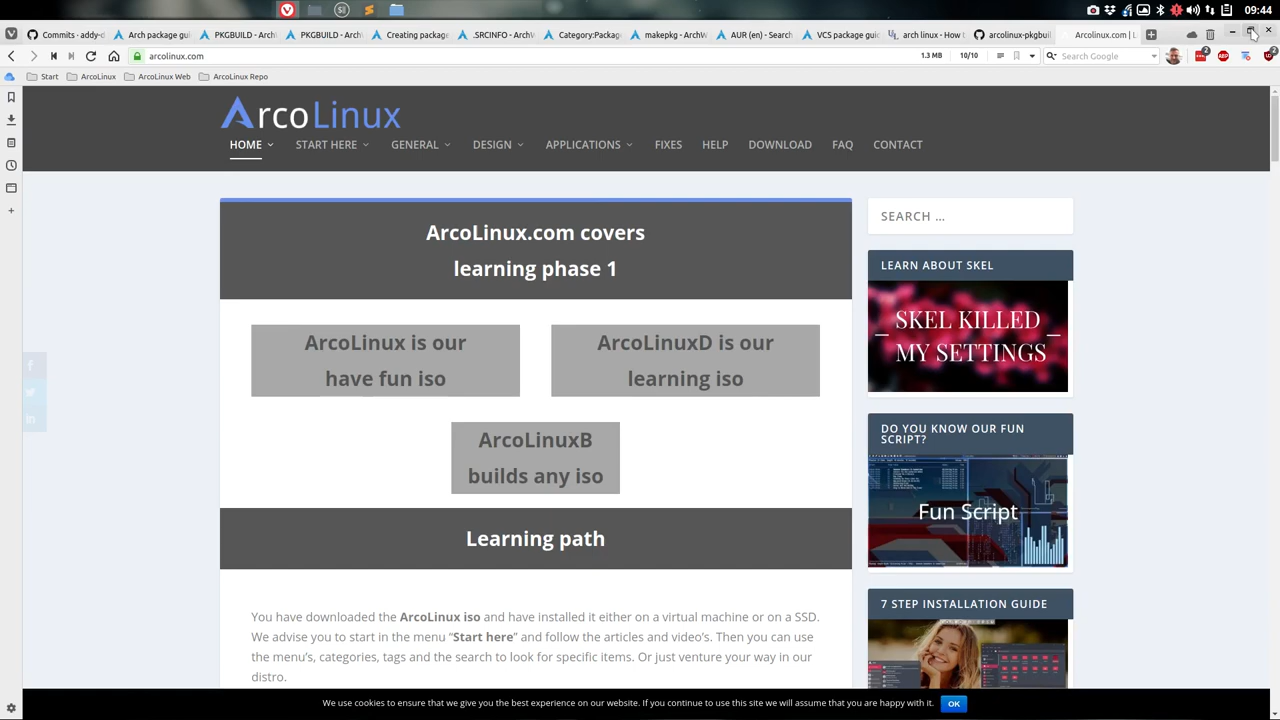 09:44
Commits · addy-d
Arch package gui
PKGBUILD - ArchW
PKGBUILD - ArchW
Creating package
.SRCINFO - ArchW
Category:Package
makepkg - ArchW
AUR (en) - Search
VCS package guid
arch linux - How t
arcolinux-pkgbuil
Arcolinux.com | L
arcolinux.com
1.3 MB
10/10
Search Google
Start
ArcoLinux
ArcoLinux Web
ArcoLinux Repo
ArcoLinux
HOME
START HERE
GENERAL
DESIGN
APPLICATIONS
FIXES
HELP
DOWNLOAD
FAQ
CONTACT
ArcoLinux.com covers
learning phase 1
ArcoLinux is our
have fun iso
ArcoLinuxD is our
learning iso
ArcoLinuxB
builds any iso
Learning path
You have downloaded the ArcoLinux iso and have installed it either on a virtual machine or on a SSD.
We advise you to start in the menu “Start here” and follow the articles and video’s. Then you can use
the menu’s, categories, tags and the search to look for specific items. Or just venture you way in our
distro.
SEARCH …
LEARN ABOUT SKEL
SKEL KILLED
MY SETTINGS
DO YOU KNOW OUR FUN
SCRIPT?
Fun Script
7 STEP INSTALLATION GUIDE
We use cookies to ensure that we give you the best experience on our website. If you continue to use this site we will assume that you are happy with it.
OK